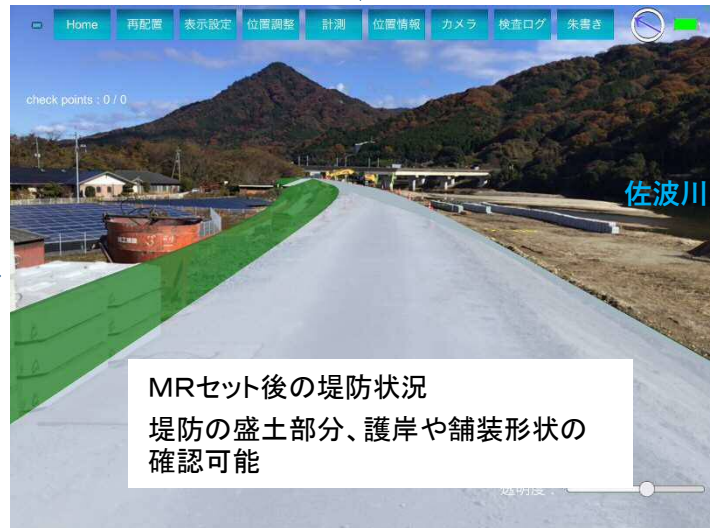 Home 再配置 表示設定 位置調整 計測 位置情報 カメラ 検査ログ 朱書き
check points : 0 / 0
佐波川
MRセット後の堤防状況
堤防の盛土部分、護岸や舗装形状の
確認可能
透明度 :